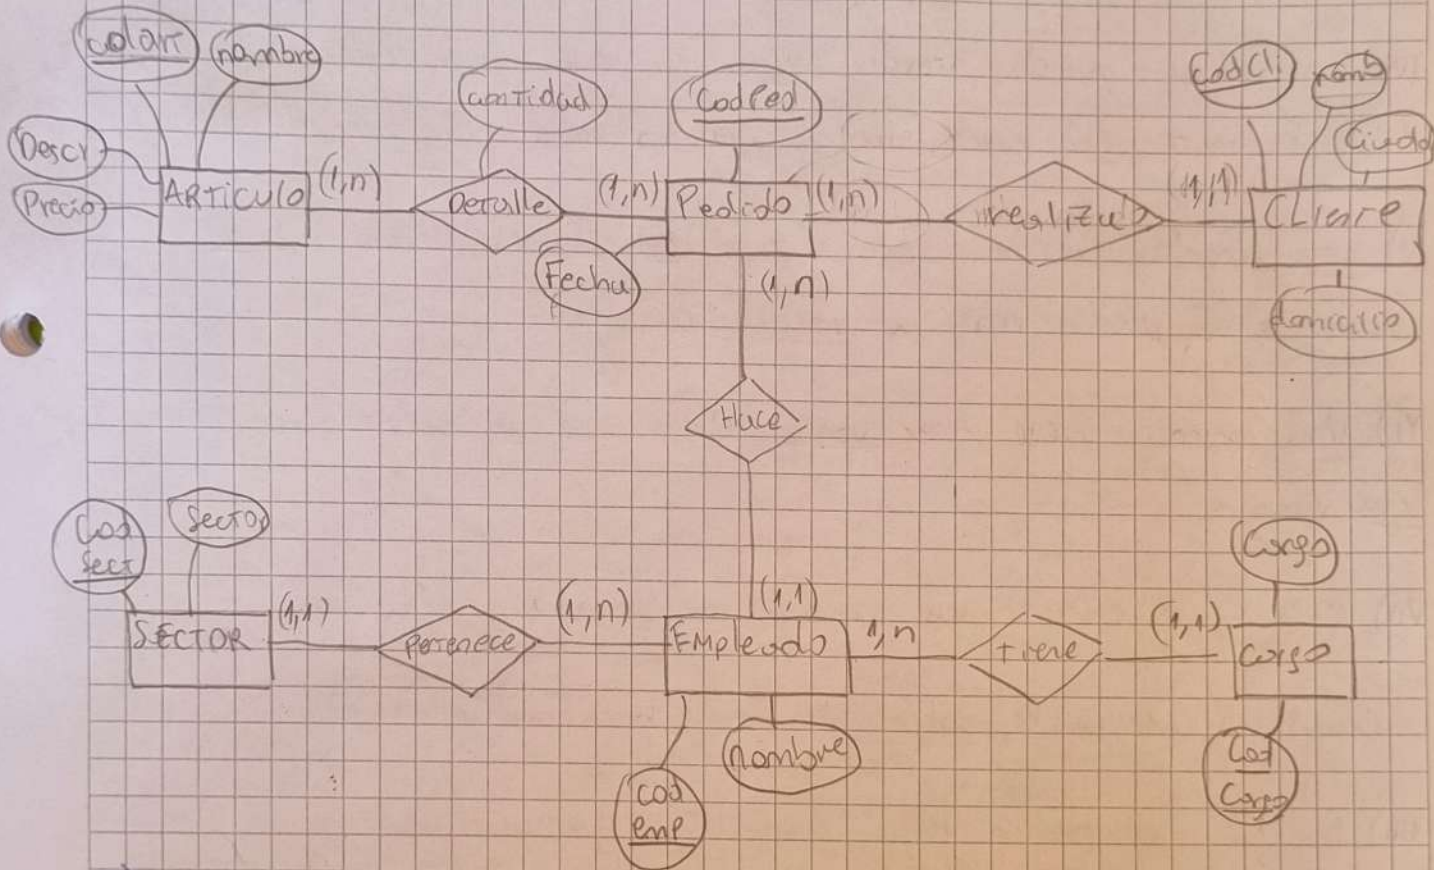 codart
nombre
Cantidad
CodPed
CodCli
nomb
Descr
Ciudad
Precio
ARTICULO
(1,n)
Detalle
(1,n)
Pedido
(1,n)
realiza
(1,1)
CLiente
Fecha
(1,n)
domicilio
Hace
Cod
Sect
Sector
Cargo
SECTOR
(1,1)
Pertenece
(1,n)
EMpleado
(1,1)
1,n
tiene
(1,1)
Cargo
nombre
cod
emp
Cod
Cargo